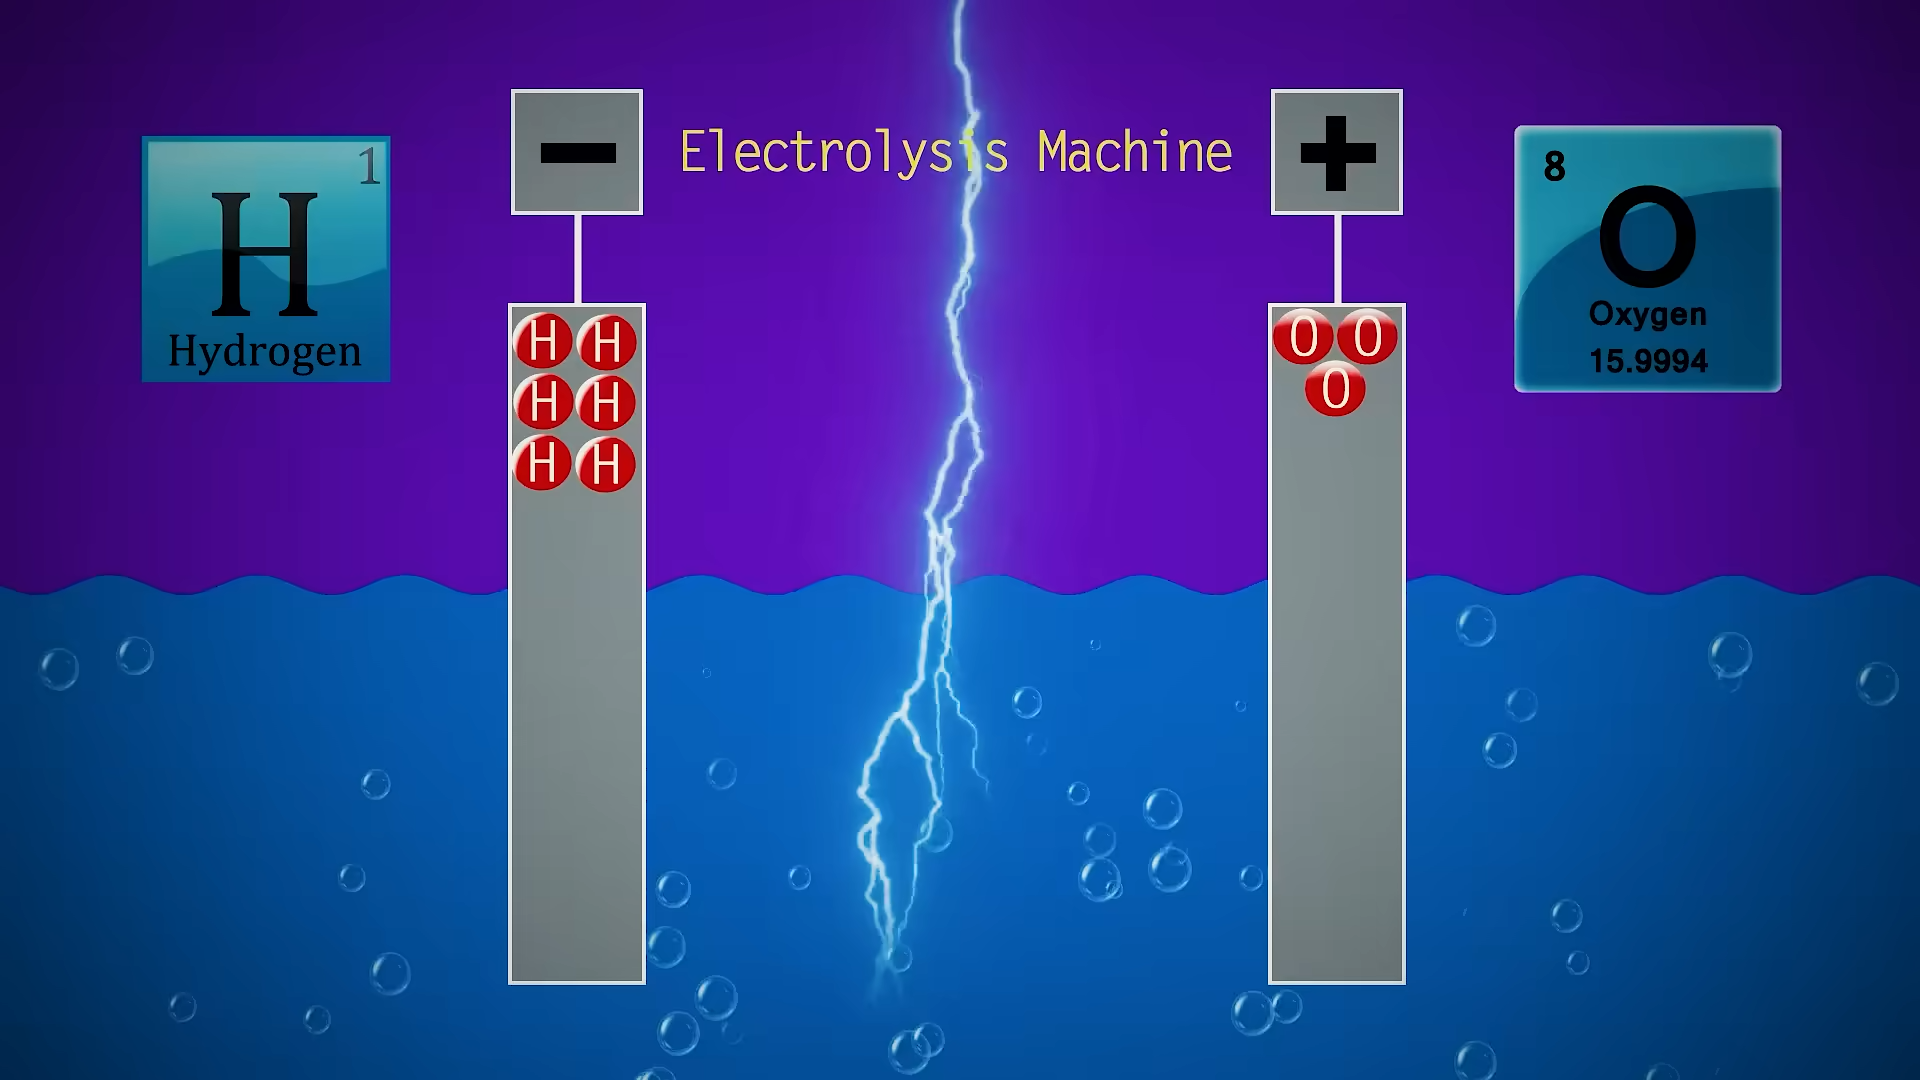 1
H
Hydrogen
−
Electrolysis Machine
+
8
O
Oxygen
15.9994
H H
H H
H H
O O
O